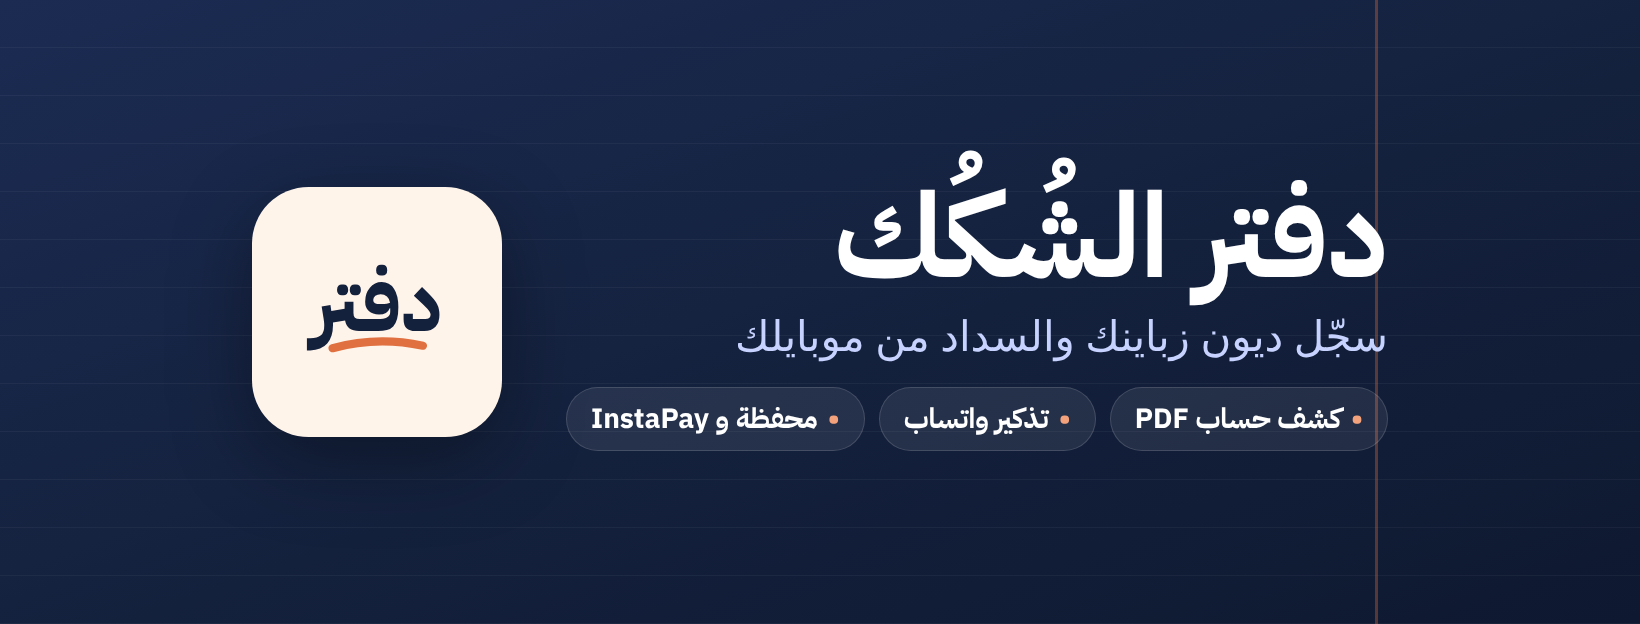 دفتر الشُكُك
سجّل ديون زباينك والسداد من موبايلك
• كشف حساب PDF
• تذكير واتساب
• محفظة و InstaPay
دفتر